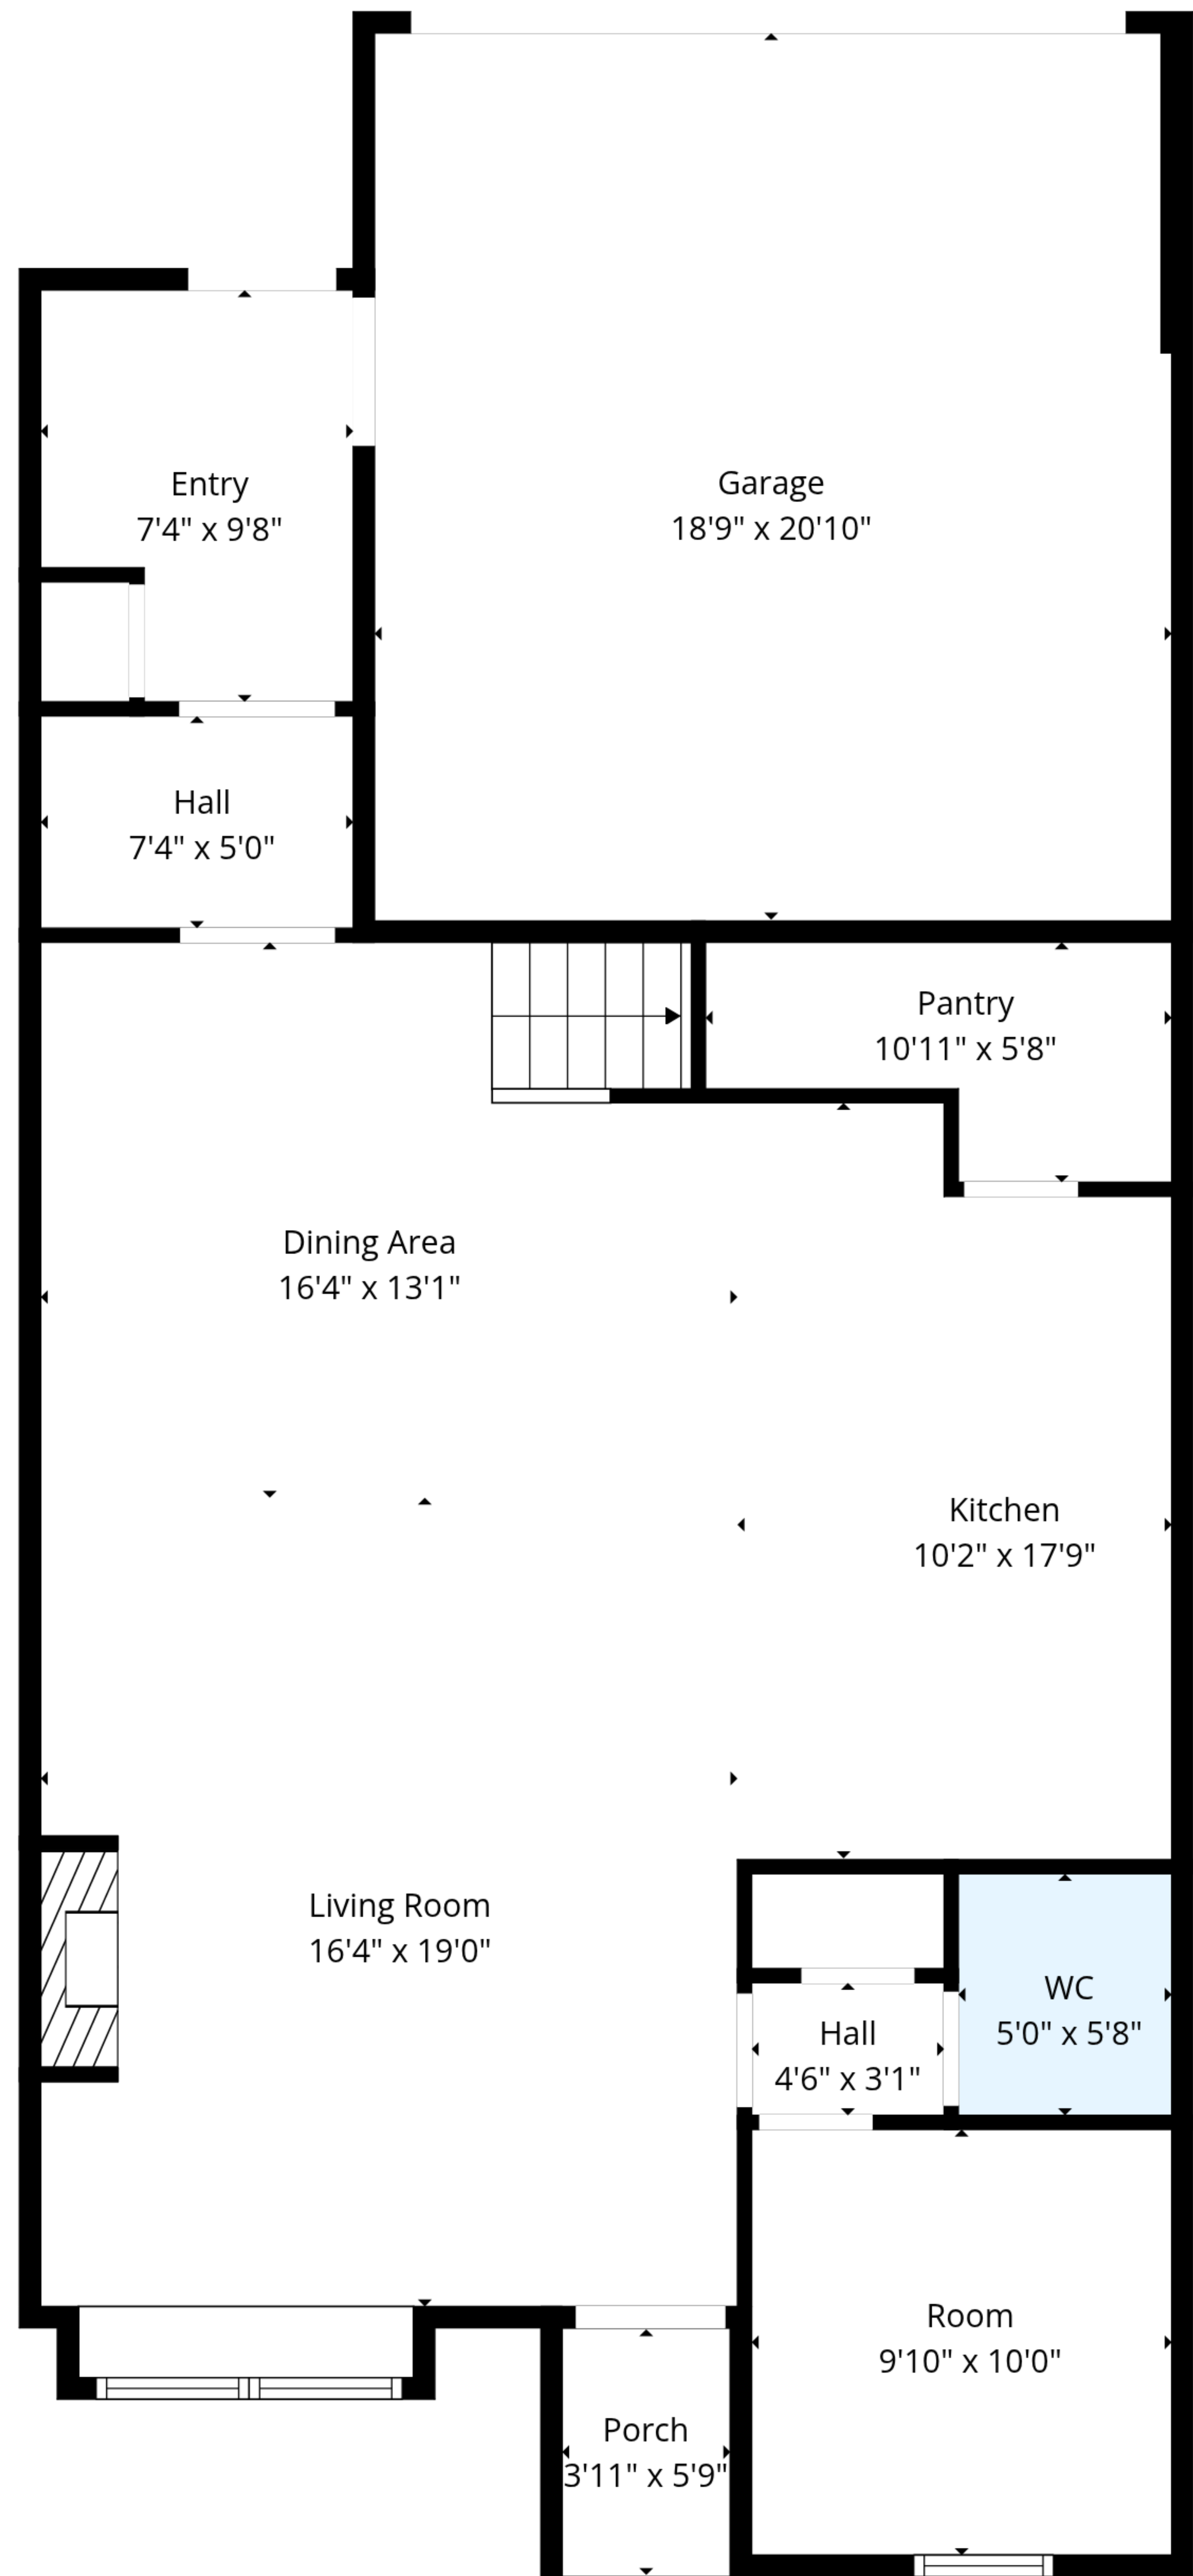 Entry
7'4" x 9'8"
Garage
18'9" x 20'10"
Hall
7'4" x 5'0"
Pantry
10'11" x 5'8"
Dining Area
16'4" x 13'1"
Kitchen
10'2" x 17'9"
Living Room
16'4" x 19'0"
WC
5'0" x 5'8"
Hall
4'6" x 3'1"
Room
9'10" x 10'0"
Porch
3'11" x 5'9"